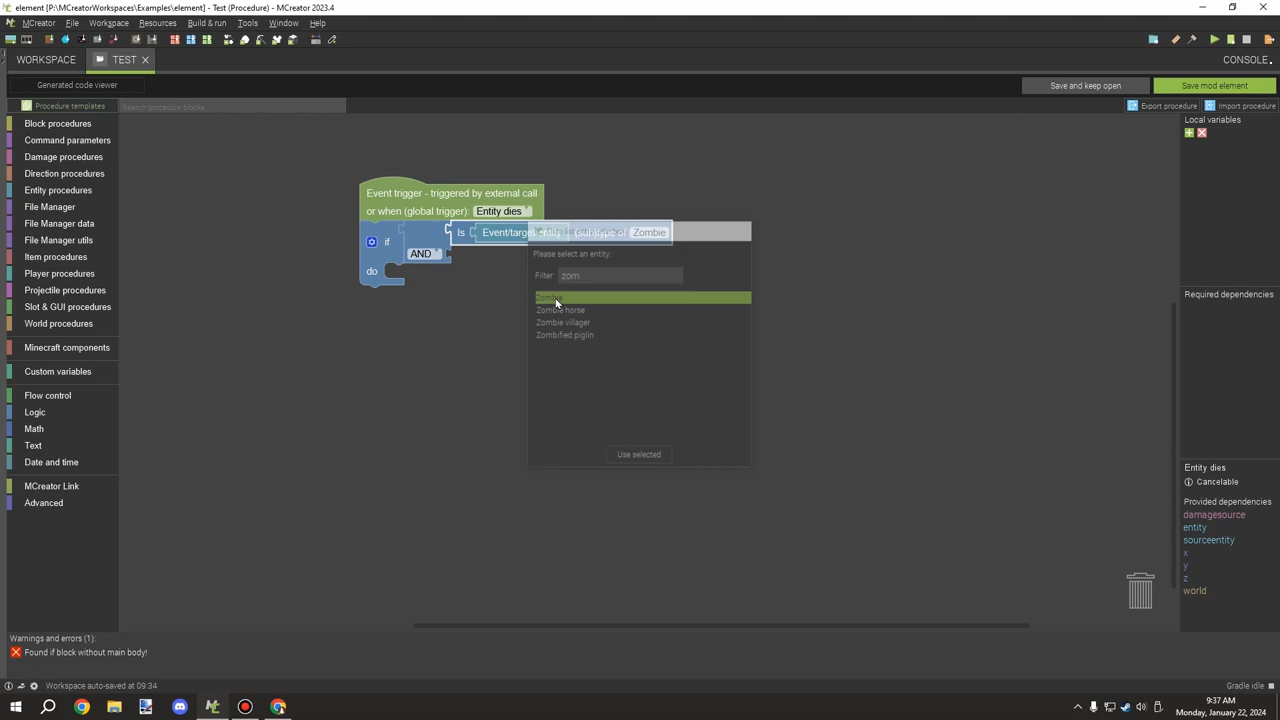 element [P:\MCreatorWorkspaces\Examples\element] - Test (Procedure) - MCreator 2023.4
MCreator File Workspace Resources Build & run Tools Window Help
WORKSPACE TEST CONSOLE
Generated code viewer Save and keep open Save mod element
Procedure templates Search procedure blocks Export procedure Import procedure
Block procedures
Command parameters
Damage procedures
Direction procedures
Entity procedures
File Manager
File Manager data
File Manager utils
Item procedures
Player procedures
Projectile procedures
Slot & GUI procedures
World procedures
Minecraft components
Custom variables
Flow control
Logic
Math
Text
Date and time
MCreator Link
Advanced
Event trigger - triggered by external call
or when (global trigger): Entity dies
if Is Event/target entity (sub)type of Zombie
AND
do
Please select an entity:
Filter: zom
Zombie
Zombie horse
Zombie villager
Zombified piglin
Use selected
Local variables
Required dependencies
Entity dies
Cancelable
Provided dependencies
damagesource
entity
sourceentity
x
y
z
world
Warnings and errors (1):
Found if block without main body!
Workspace auto-saved at 09:34 Gradle idle
9:37 AM
Monday, January 22, 2024